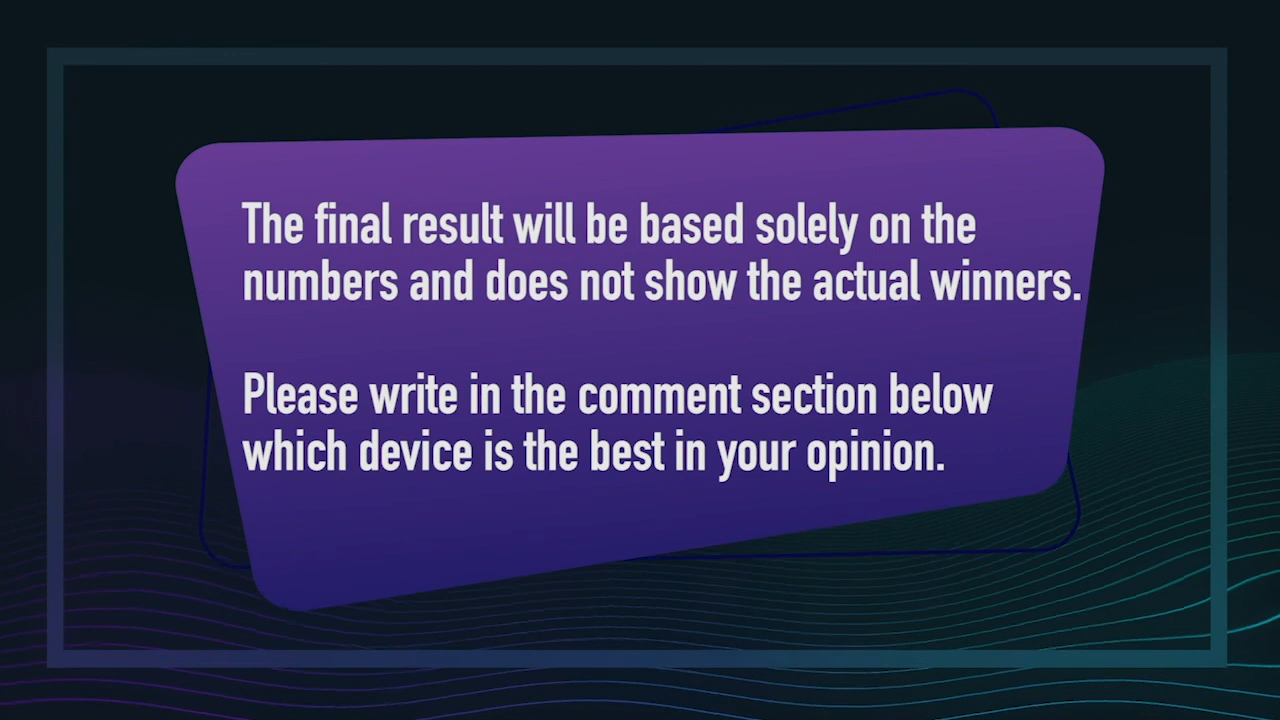 The final result will be based solely on the
numbers and does not show the actual winners.
Please write in the comment section below
which device is the best in your opinion.